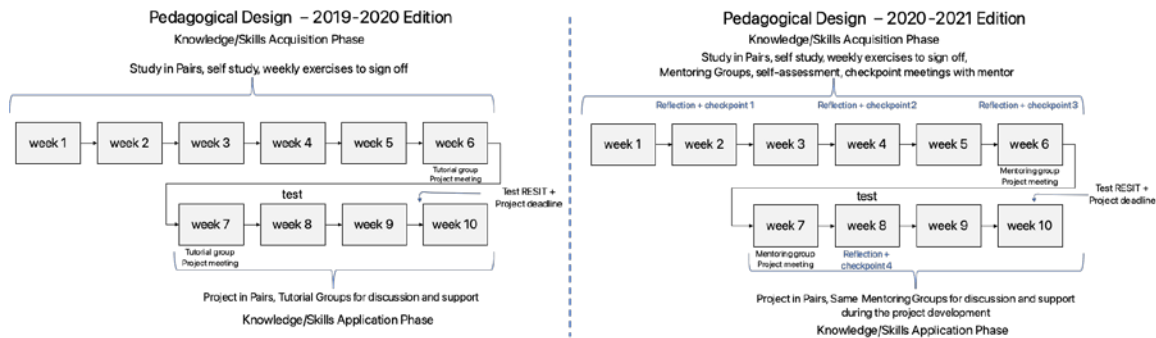 Pedagogical Design – 2019-2020 Edition
Knowledge/Skills Acquisition Phase
Study in Pairs, self study, weekly exercises to sign off
week 1
week 2
week 3
week 4
week 5
week 6
Tutorial group
Project meeting
test
Test RESIT +
Project deadline
week 7
week 8
week 9
week 10
Tutorial group
Project meeting
Project in Pairs, Tutorial Groups for discussion and support
Knowledge/Skills Application Phase
Pedagogical Design – 2020-2021 Edition
Knowledge/Skills Acquisition Phase
Study in Pairs, self study, weekly exercises to sign off,
Mentoring Groups, self-assessment, checkpoint meetings with mentor
Reflection + checkpoint 1
Reflection + checkpoint 2
Reflection + checkpoint 3
week 1
week 2
week 3
week 4
week 5
week 6
Mentoring group
Project meeting
test
Test RESIT +
Project deadline
week 7
week 8
week 9
week 10
Mentoring group
Project meeting
Reflection +
checkpoint 4
Project in Pairs, Same Mentoring Groups for discussion and support
during the project development
Knowledge/Skills Application Phase